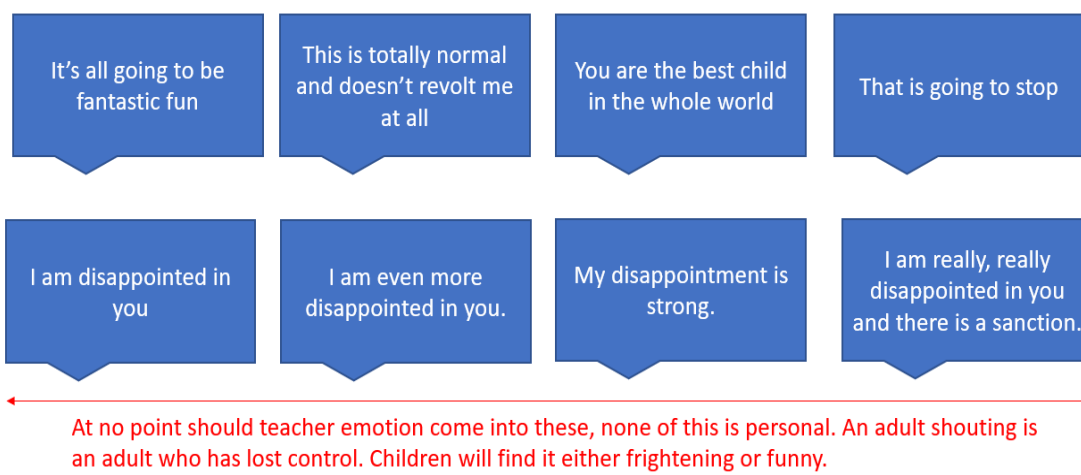 It's all going to be
fantastic fun
This is totally normal
and doesn't revolt me
at all
You are the best child
in the whole world
That is going to stop
I am disappointed in
you
I am even more
disappointed in you.
My disappointment is
strong.
I am really, really
disappointed in you
and there is a sanction.
At no point should teacher emotion come into these, none of this is personal. An adult shouting is
an adult who has lost control. Children will find it either frightening or funny.